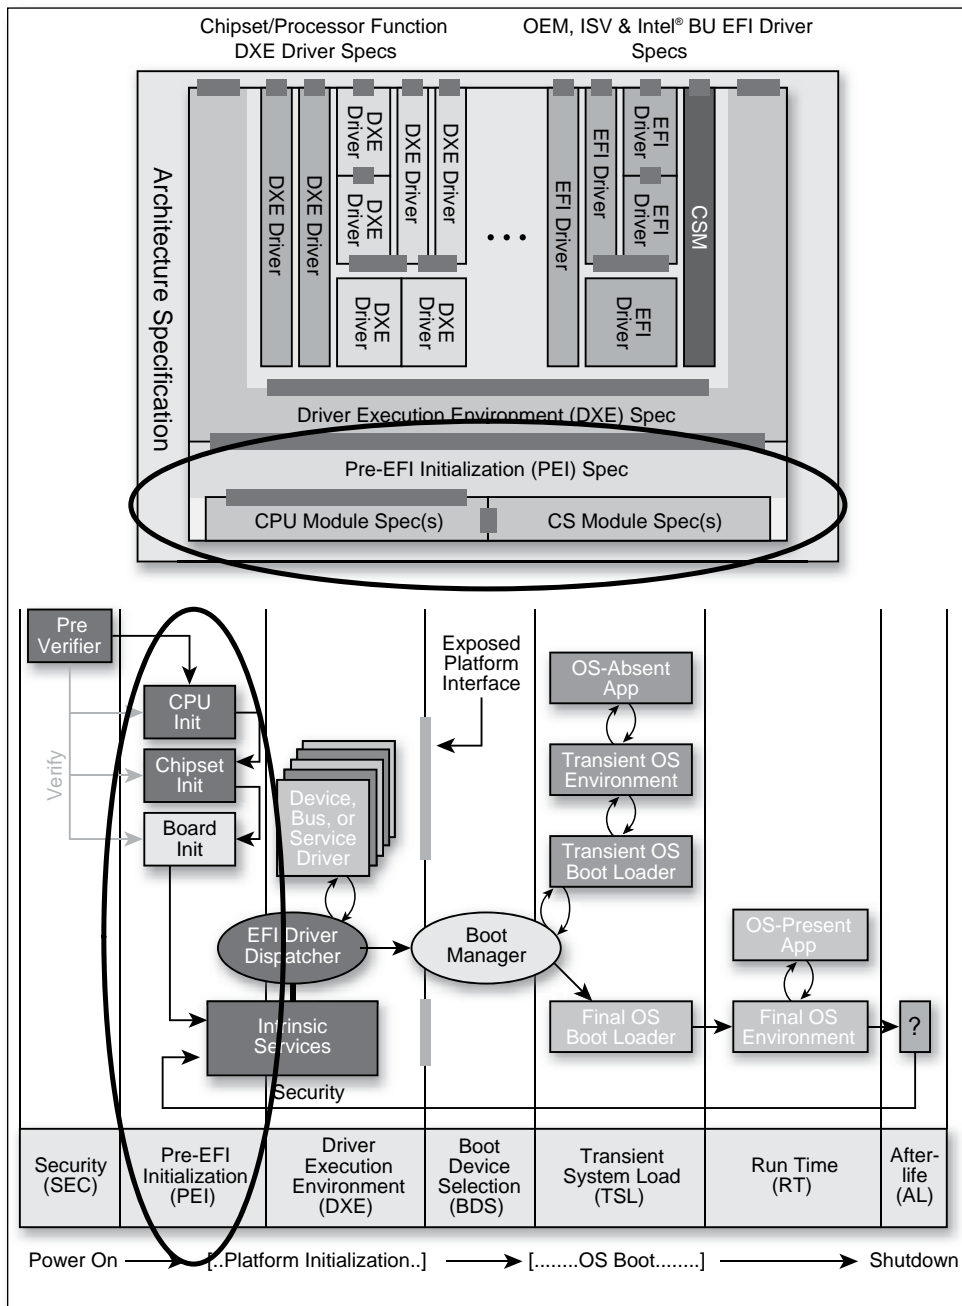 Chipset/Processor Function
DXE Driver Specs
OEM, ISV & Intel® BU EFI Driver
Specs
Architecture Specification
DXE Driver
DXE Driver
DXE
Driver
DXE
Driver
DXE Driver
DXE Driver
DXE
Driver
DXE
Driver
...
EFI Driver
EFI Driver
EFI
Driver
EFI
Driver
EFI
Driver
CSM
Driver Execution Environment (DXE) Spec
Pre-EFI Initialization (PEI) Spec
CPU Module Spec(s)
CS Module Spec(s)
Pre
Verifier
Verify
CPU
Init
Chipset
Init
Board
Init
Device,
Bus, or
Service
Driver
EFI Driver
Dispatcher
Intrinsic
Services
Security
Exposed
Platform
Interface
Boot
Manager
OS-Absent
App
Transient OS
Environment
Transient OS
Boot Loader
Final OS
Boot Loader
OS-Present
App
Final OS
Environment
?
Security
(SEC)
Pre-EFI
Initialization
(PEI)
Driver
Execution
Environment
(DXE)
Boot
Device
Selection
(BDS)
Transient
System Load
(TSL)
Run Time
(RT)
After-
life
(AL)
Power On
[..Platform Initialization..]
[........OS Boot........]
Shutdown